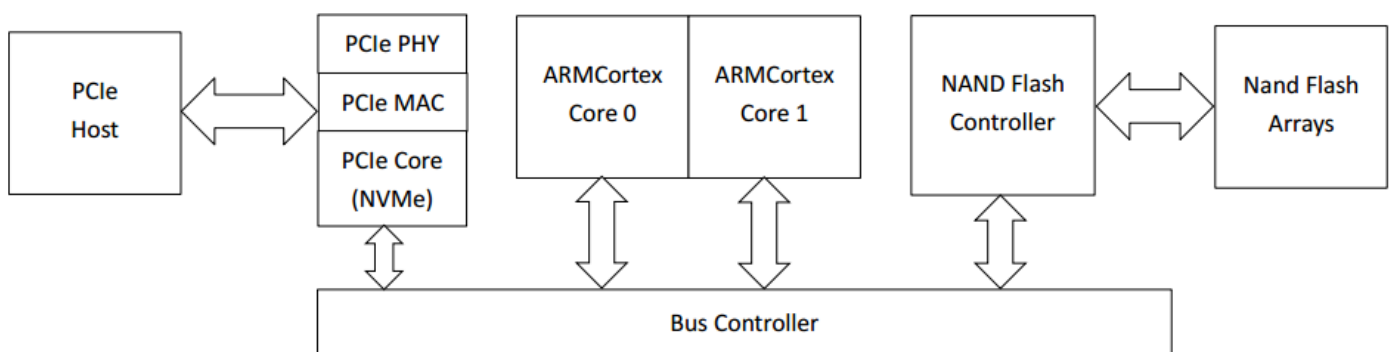 PCIe
Host
PCIe PHY
PCIe MAC
PCIe Core
(NVMe)
ARMCortex
Core 0
ARMCortex
Core 1
NAND Flash
Controller
Nand Flash
Arrays
Bus Controller